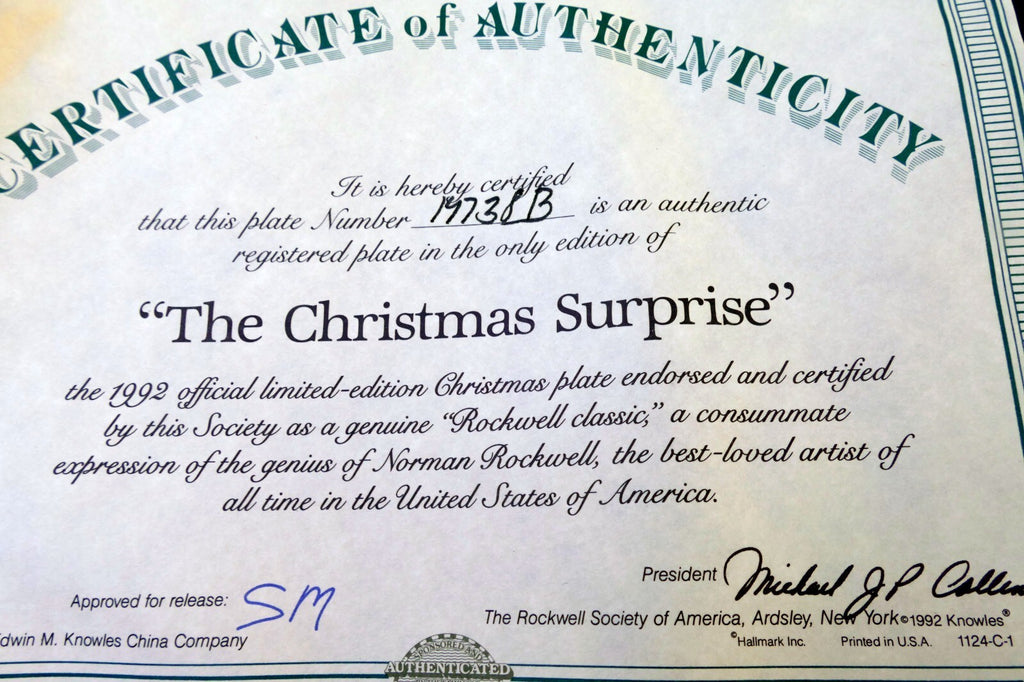 CERTIFICATE of AUTHENTICITY
It is hereby certified
that this plate Number 19738B is an authentic
registered plate in the only edition of
“The Christmas Surprise”
the 1992 official limited-edition Christmas plate endorsed and certified
by this Society as a genuine “Rockwell classic,” a consummate
expression of the genius of Norman Rockwell, the best-loved artist of
all time in the United States of America.
President Michael J P
Approved for release: SM
The Rockwell Society of America, Ardsley, New York ©1992 Knowles®
dwin M. Knowles China Company
©Hallmark Inc. Printed in U.S.A. 1124-C-1
SPONSORED AND
AUTHENTICATED